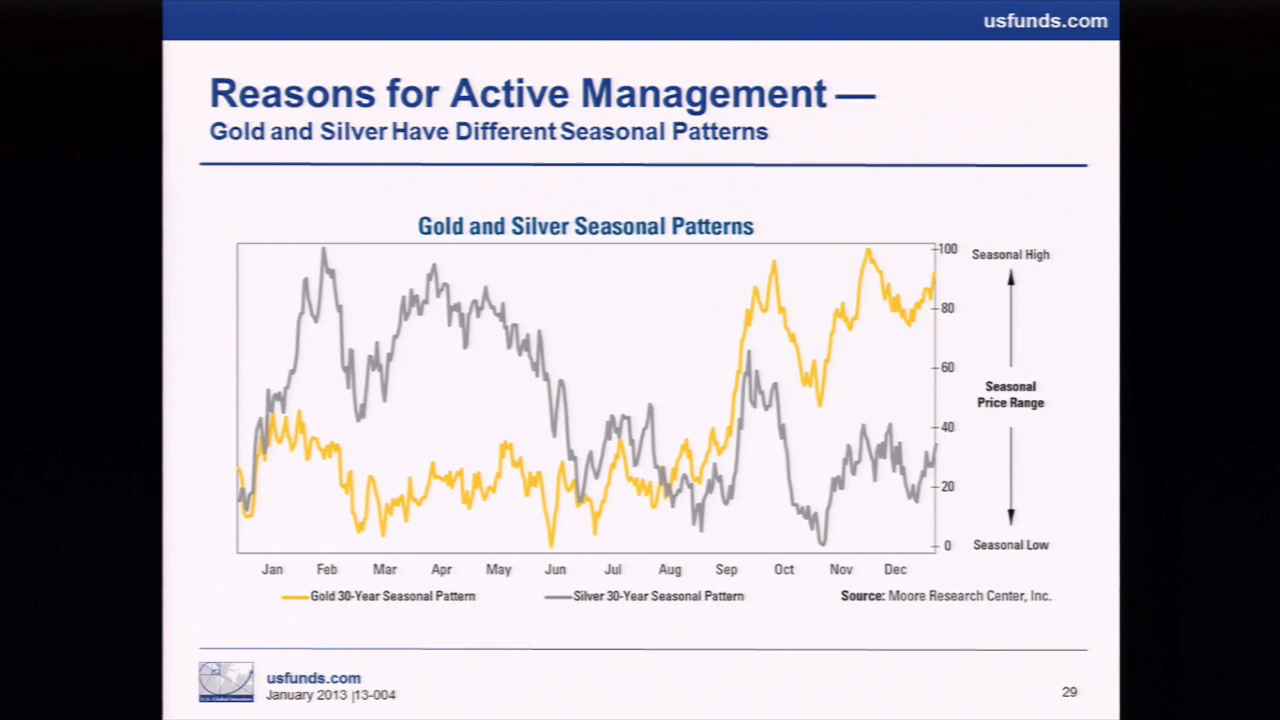 usfunds.com
Reasons for Active Management —
Gold and Silver Have Different Seasonal Patterns
Gold and Silver Seasonal Patterns
100
80
60
40
20
0
Seasonal High
Seasonal
Price Range
Seasonal Low
Jan Feb Mar Apr May Jun Jul Aug Sep Oct Nov Dec
Gold 30-Year Seasonal Pattern Silver 30-Year Seasonal Pattern Source: Moore Research Center, Inc.
usfunds.com
January 2013 |13-004
29